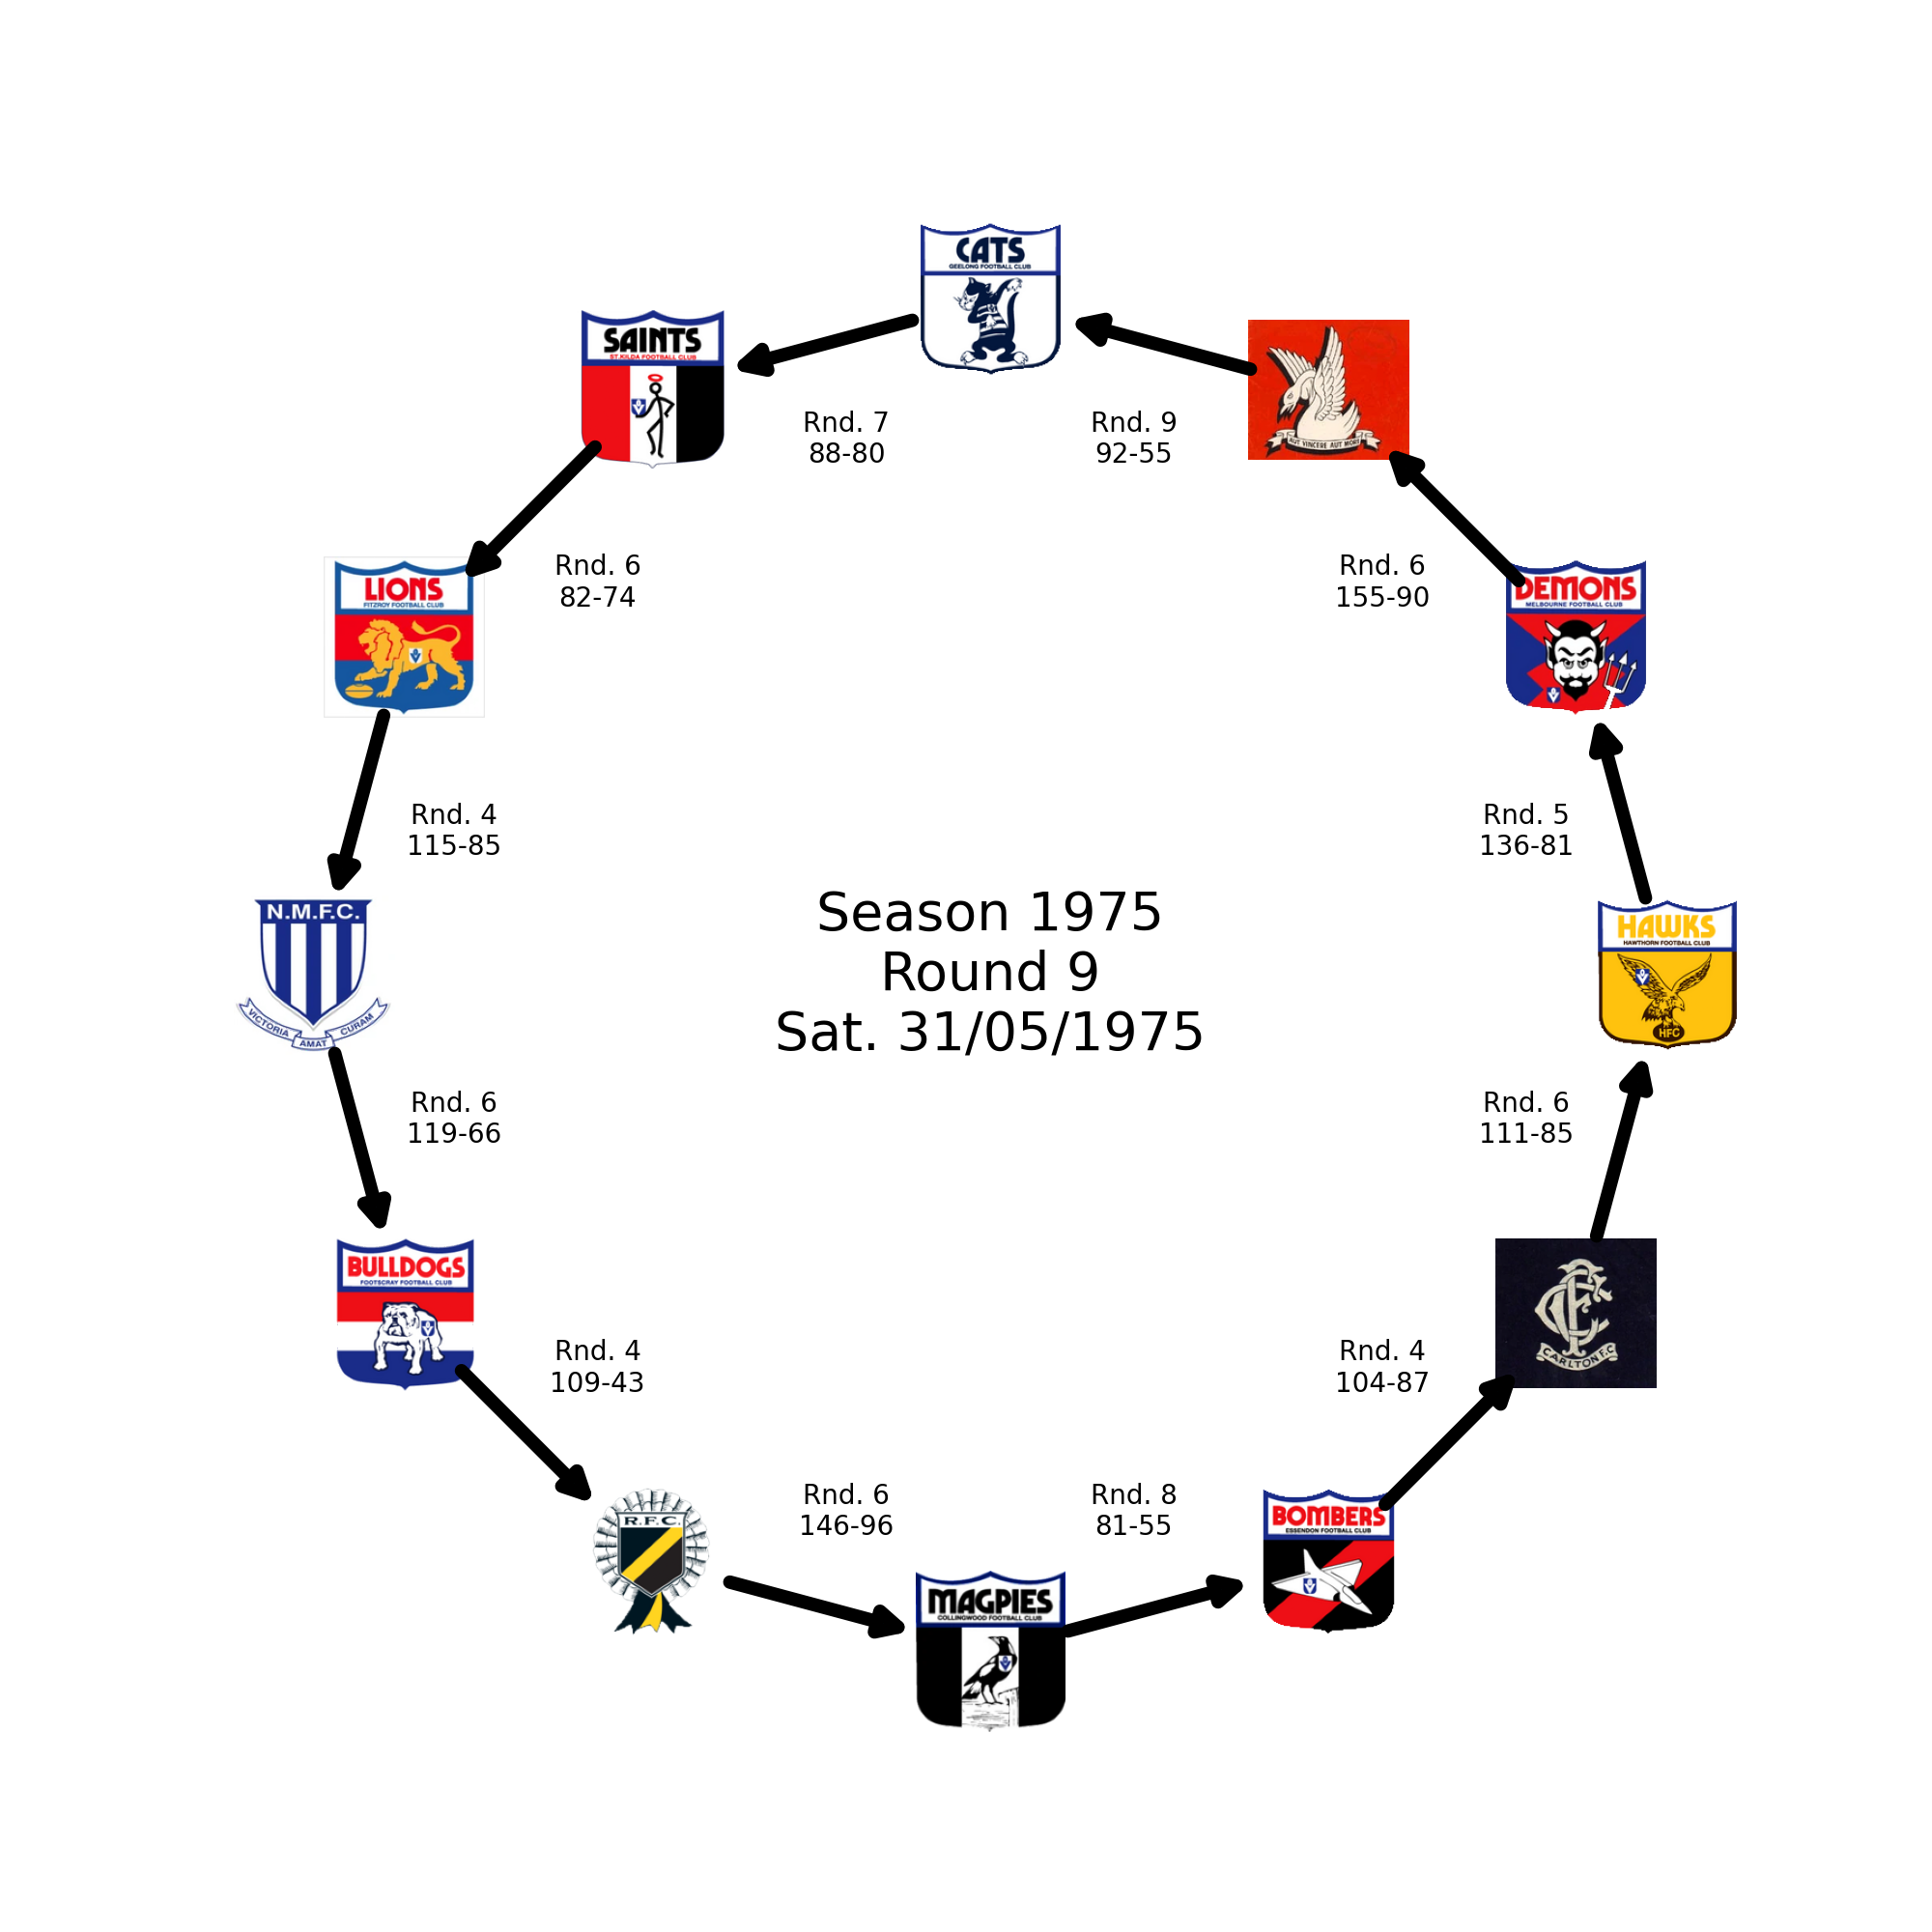 CATS
GEELONG FOOTBALL CLUB
SAINTS
ST.KILDA FOOTBALL CLUB
AUT VINCERE AUT MORI
Rnd. 7
88-80
Rnd. 9
92-55
LIONS
FITZROY FOOTBALL CLUB
Rnd. 6
82-74
Rnd. 6
155-90
DEMONS
MELBOURNE FOOTBALL CLUB
Rnd. 4
115-85
Rnd. 5
136-81
N.M.F.C.
VICTORIA AMAT CURAM
Season 1975
Round 9
Sat. 31/05/1975
HAWKS
HAWTHORN FOOTBALL CLUB
HFC
Rnd. 6
119-66
Rnd. 6
111-85
BULLDOGS
FOOTSCRAY FOOTBALL CLUB
CFC
CARLTON F.C
Rnd. 4
109-43
Rnd. 4
104-87
R.F.C.
Rnd. 6
146-96
Rnd. 8
81-55
BOMBERS
ESSENDON FOOTBALL CLUB
MAGPIES
COLLINGWOOD FOOTBALL CLUB